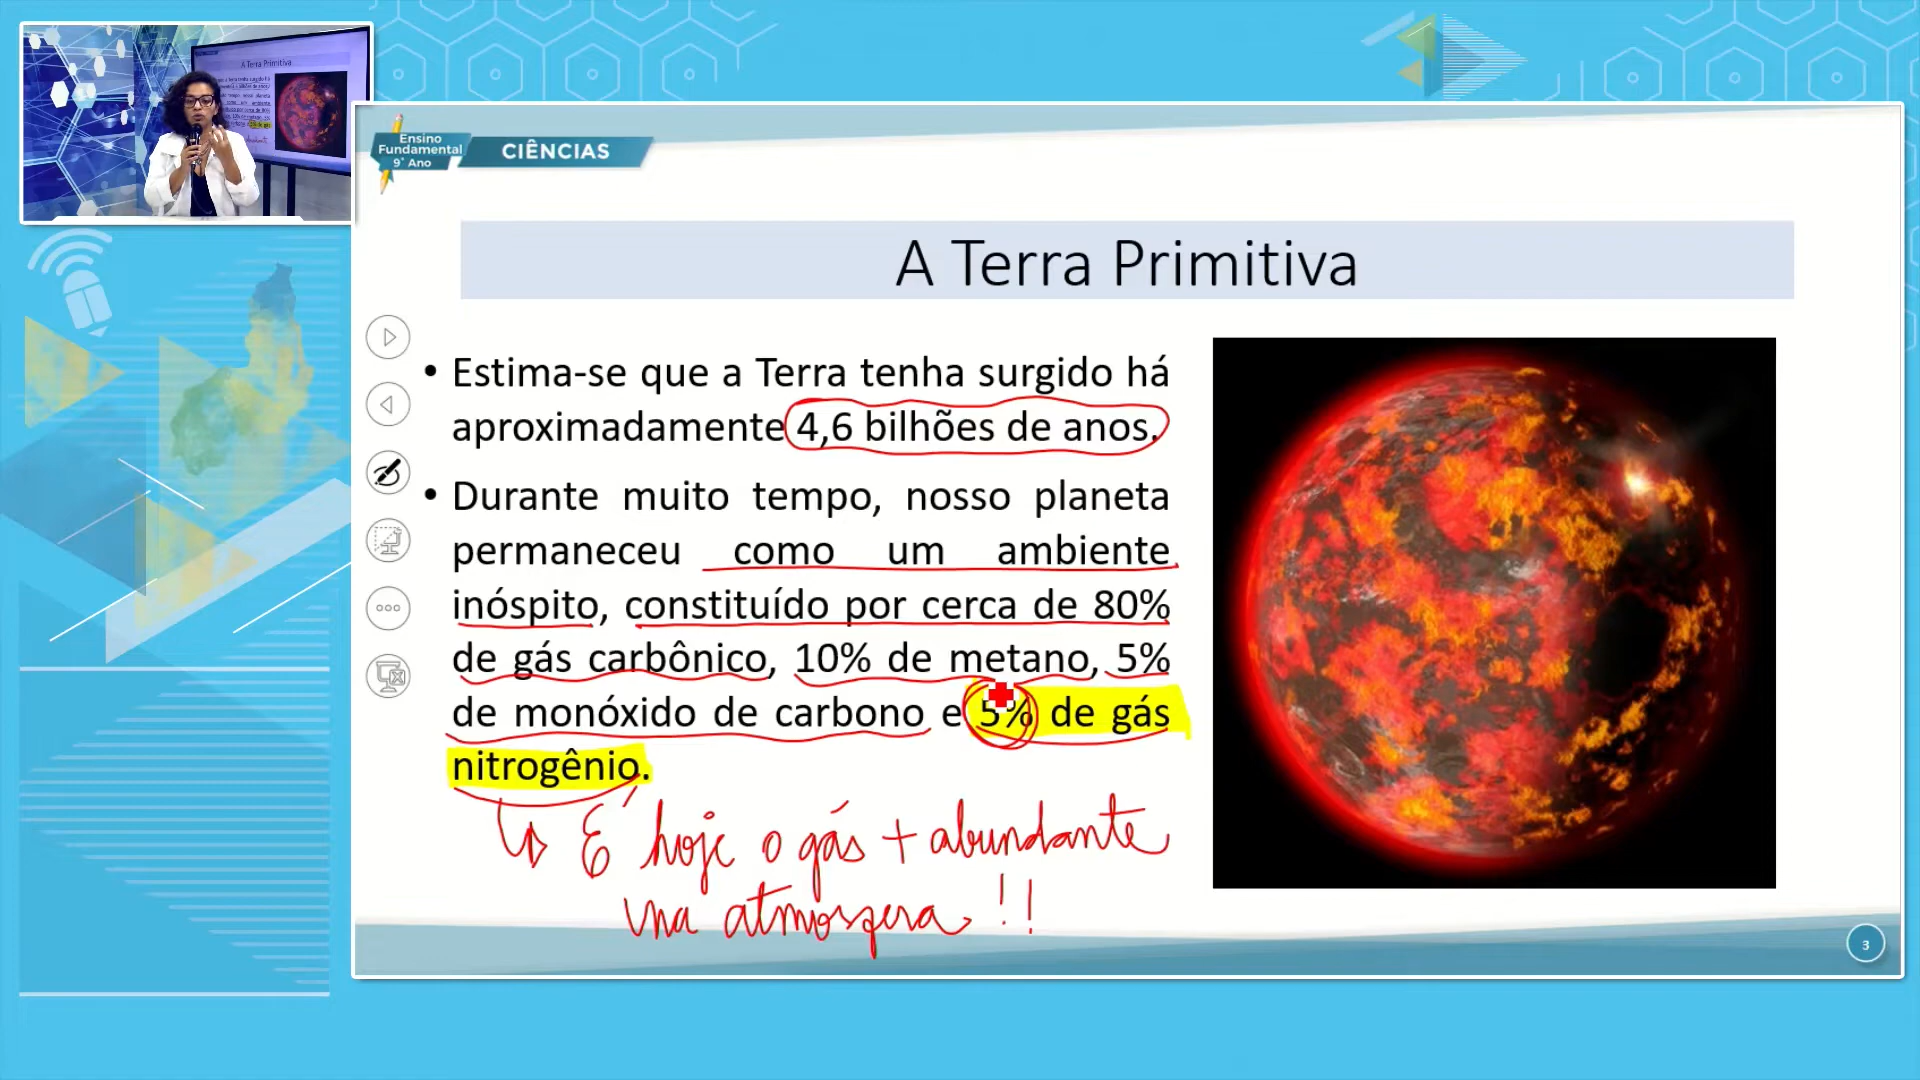 A Terra Primitiva
Ensino
Fundamental
9° Ano
CIÊNCIAS
A Terra Primitiva
• Estima-se que a Terra tenha surgido há
aproximadamente 4,6 bilhões de anos.
• Durante muito tempo, nosso planeta
permaneceu como um ambiente
inóspito, constituído por cerca de 80%
de gás carbônico, 10% de metano, 5%
de monóxido de carbono e 5% de gás
nitrogênio.
É hoje o gás + abundante
na atmosfera !!
3